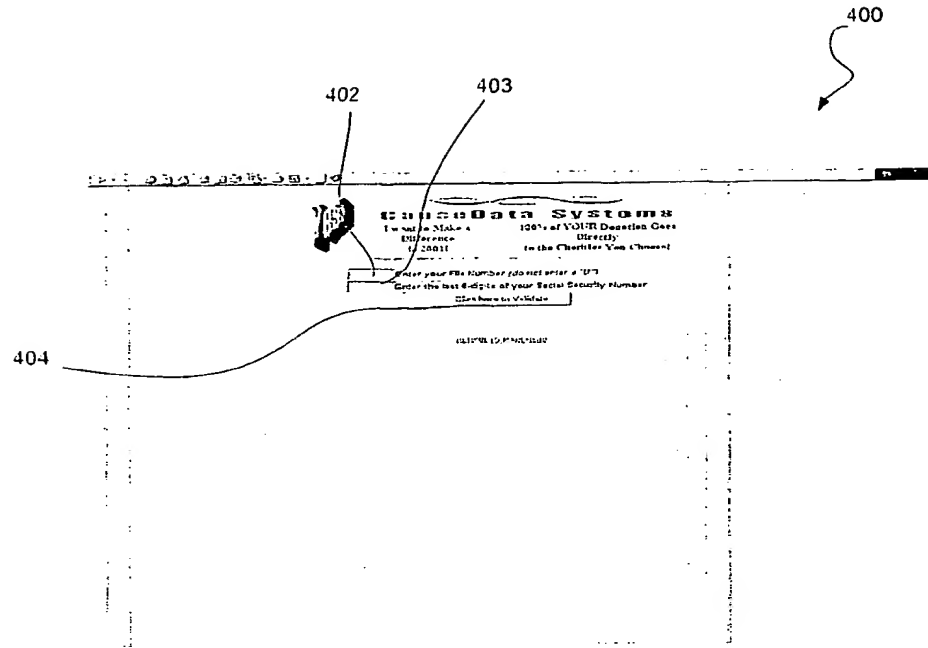 400
402
403
CauseData Systems
I want to Make a
Difference
In 2001!
100% of YOUR Donation Goes
Directly
to the Charities You Choose!
Enter your File Number (do not enter a "0")
Enter the last 4-digits of your Social Security Number
Click here to Validate
404